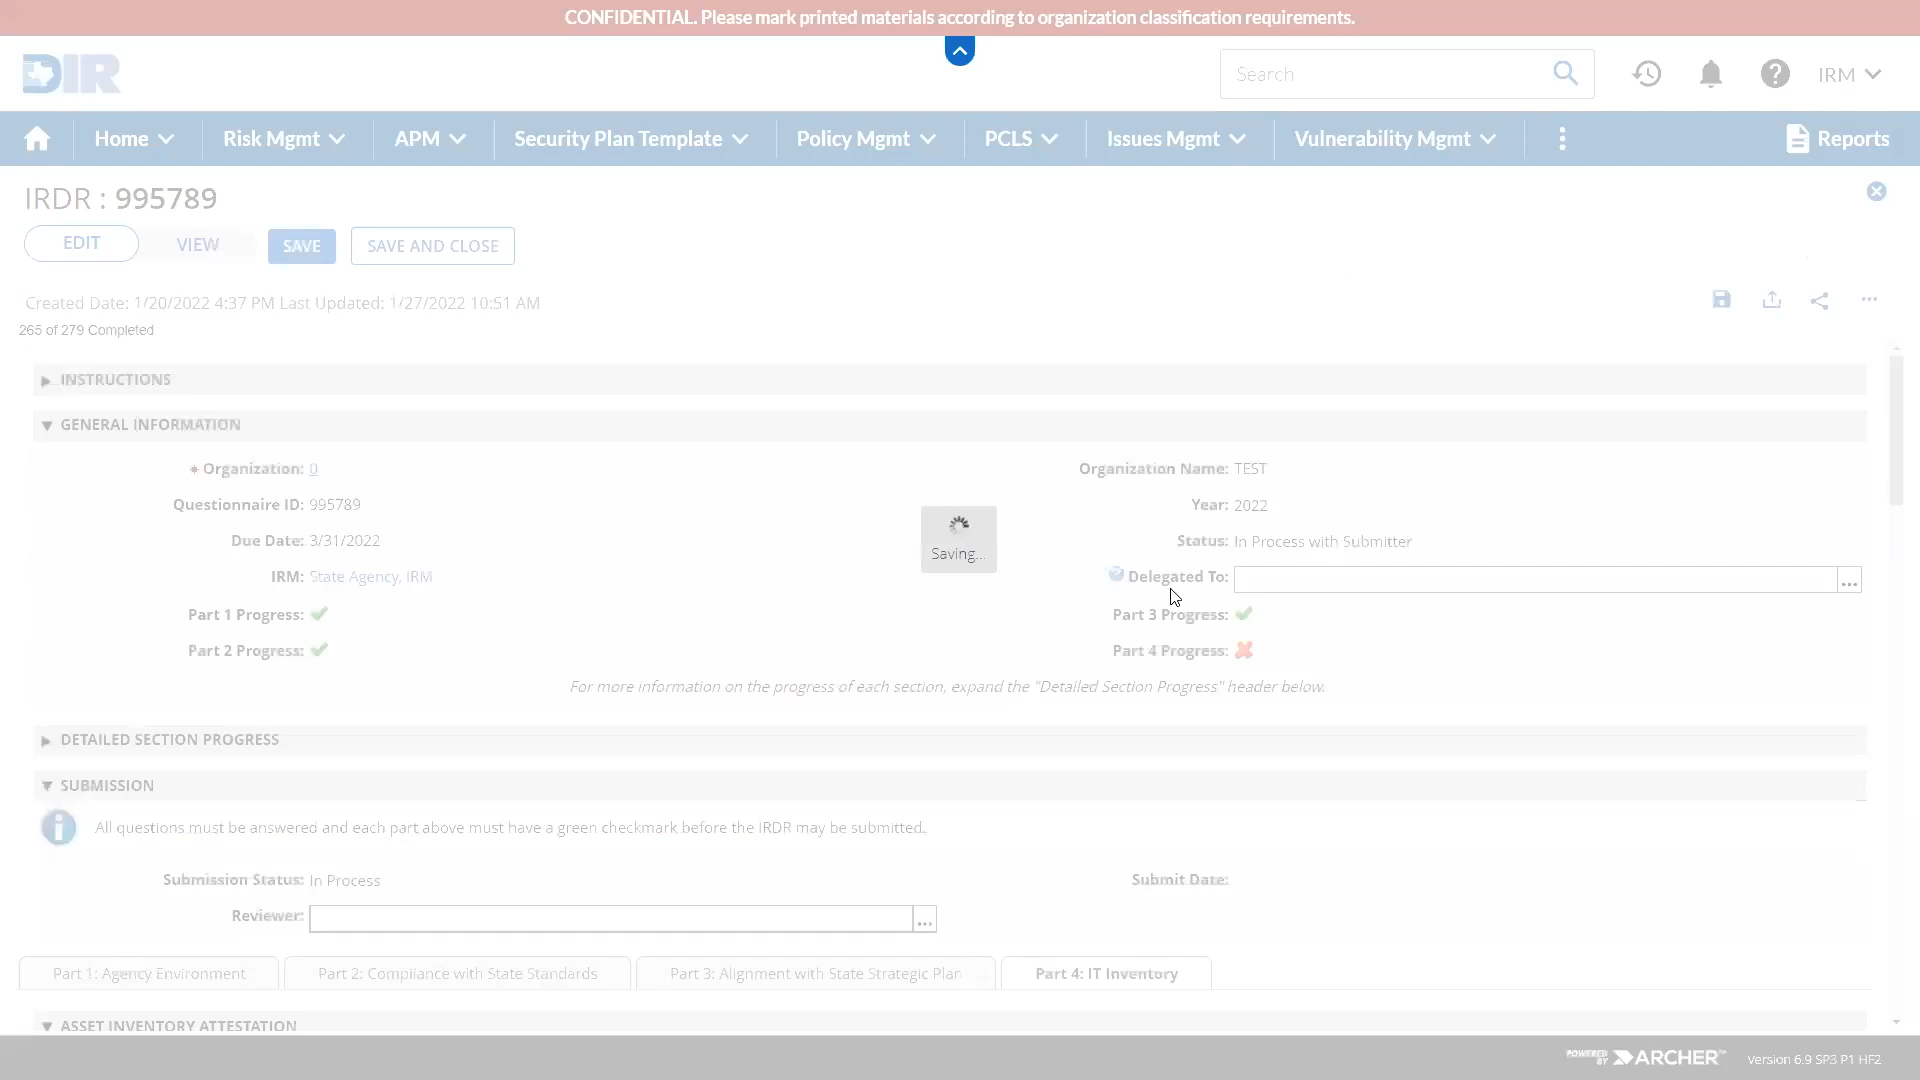 CONFIDENTIAL. Please mark printed materials according to organization classification requirements.
DIR
Search
IRM
Home
Risk Mgmt
APM
Security Plan Template
Policy Mgmt
PCLS
Issues Mgmt
Vulnerability Mgmt
Reports
IRDR : 995789
EDIT
VIEW
SAVE
SAVE AND CLOSE
Created Date: 1/20/2022 4:37 PM Last Updated: 1/27/2022 10:51 AM
265 of 279 Completed
INSTRUCTIONS
GENERAL INFORMATION
Organization: 0
Organization Name: TEST
Questionnaire ID: 995789
Year: 2022
Due Date: 3/31/2022
Status: In Process with Submitter
Saving...
IRM: State Agency, IRM
Delegated To:
...
Part 1 Progress:
Part 3 Progress:
Part 2 Progress:
Part 4 Progress:
For more information on the progress of each section, expand the "Detailed Section Progress" header below.
DETAILED SECTION PROGRESS
SUBMISSION
All questions must be answered and each part above must have a green checkmark before the IRDR may be submitted.
Submission Status: In Process
Submit Date:
Reviewer:
...
Part 1: Agency Environment
Part 2: Compliance with State Standards
Part 3: Alignment with State Strategic Plan
Part 4: IT Inventory
ASSET INVENTORY ATTESTATION
POWERED BY ARCHER
Version 6.9 SP3 P1 HF2